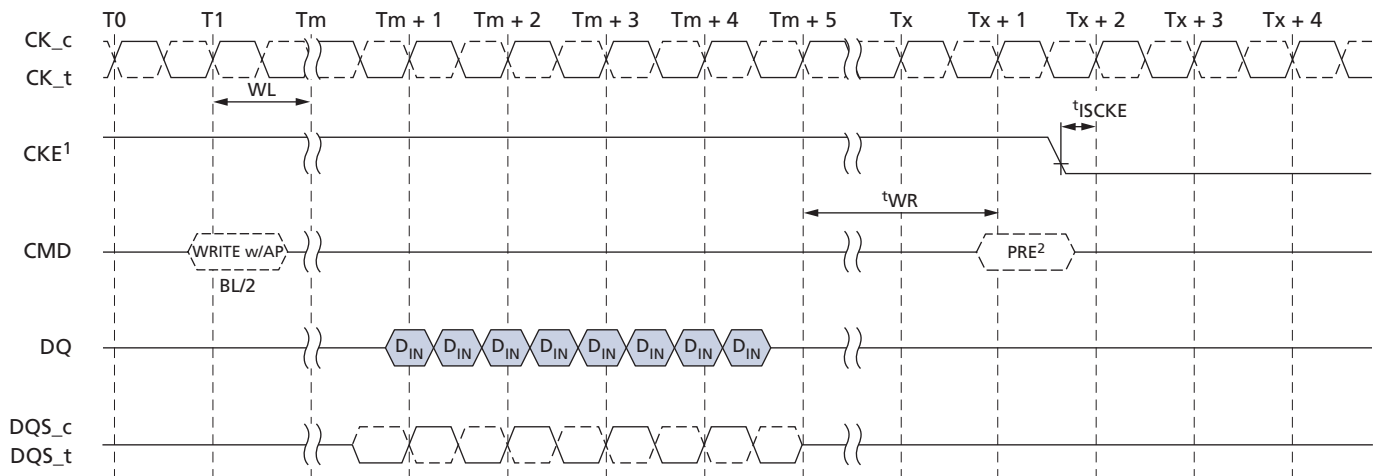 T0 T1 Tm Tm + 1 Tm + 2 Tm + 3 Tm + 4 Tm + 5 Tx Tx + 1 Tx + 2 Tx + 3 Tx + 4
CK_c
CK_t
WL
tISCKE
CKE1
tWR
CMD WRITE w/AP PRE2
BL/2
DQ DIN DIN DIN DIN DIN DIN DIN DIN
DQS_c
DQS_t